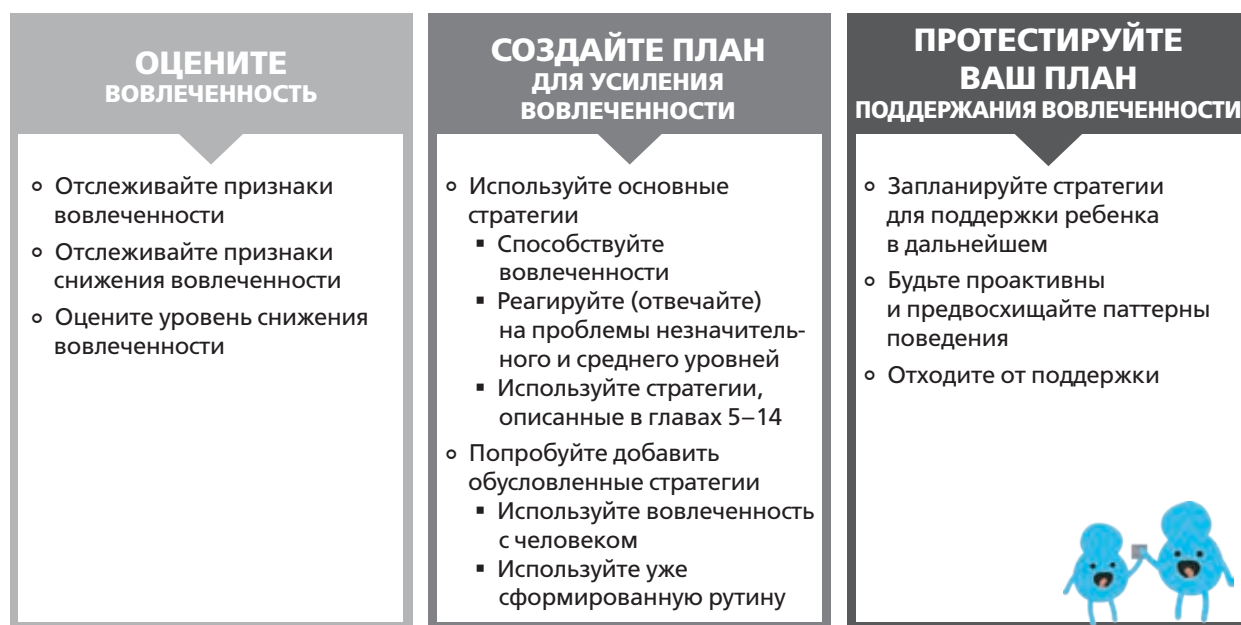 ОЦЕНИТЕ
ВОВЛЕЧЕННОСТЬ
Отслеживайте признаки
вовлеченности
Отслеживайте признаки
снижения вовлеченности
Оцените уровень снижения
вовлеченности
СОЗДАЙТЕ ПЛАН
ДЛЯ УСИЛЕНИЯ
ВОВЛЕЧЕННОСТИ
Используйте основные
стратегии
Способствуйте
вовлеченности
Реагируйте (отвечайте)
на проблемы незначитель-
ного и среднего уровней
Используйте стратегии,
описанные в главах 5–14
Попробуйте добавить
обусловленные стратегии
Используйте вовлеченность
с человеком
Используйте уже
сформированную рутину
ПРОТЕСТИРУЙТЕ
ВАШ ПЛАН
ПОДДЕРЖАНИЯ ВОВЛЕЧЕННОСТИ
Запланируйте стратегии
для поддержки ребенка
в дальнейшем
Будьте проактивны
и предвосхищайте паттерны
поведения
Отходите от поддержки